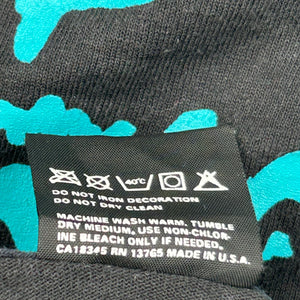 40°C
DO NOT IRON DECORATION
DO NOT DRY CLEAN
MACHINE WASH WARM. TUMBLE
DRY MEDIUM. USE NON-CHLOR-
INE BLEACH ONLY IF NEEDED.
CA18345 RN 13765 MADE IN U.S.A.